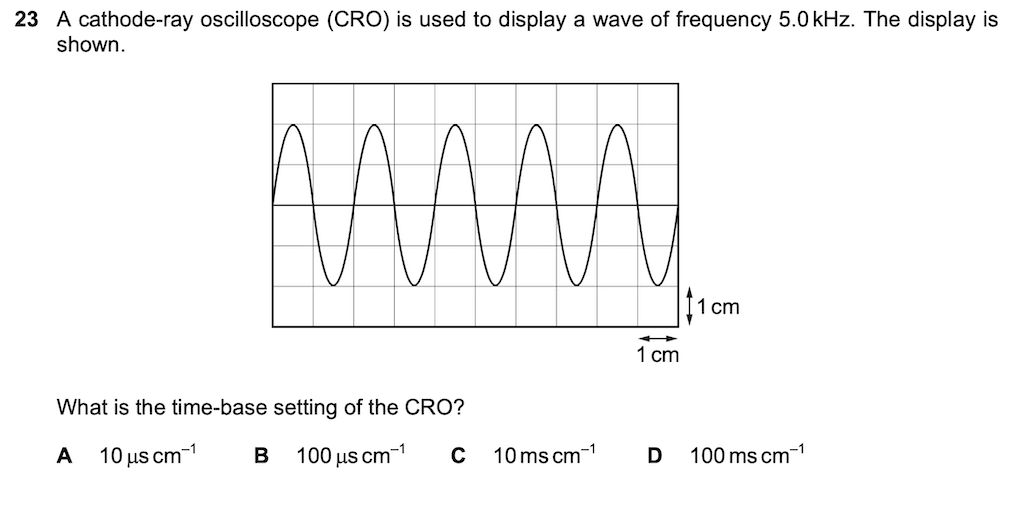 23 A cathode-ray oscilloscope (CRO) is used to display a wave of frequency 5.0 kHz. The display is
shown.
1 cm
1 cm
What is the time-base setting of the CRO?
A 10 μs cm⁻¹ B 100 μs cm⁻¹ C 10 ms cm⁻¹ D 100 ms cm⁻¹